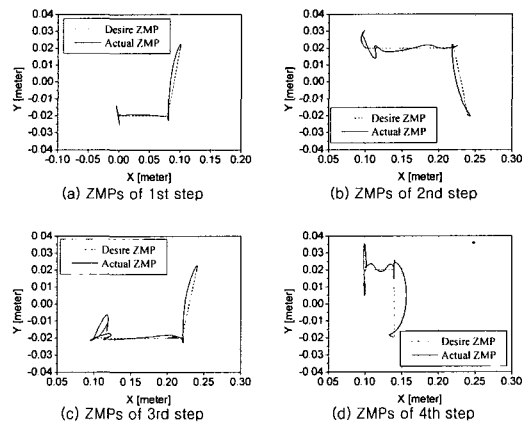 0.04
0.03
0.02
0.01
0.00
-0.01
-0.02
-0.03
-0.04
Y [meter]
Desire ZMP
Actual ZMP
-0.10 -0.05 0.00 0.05 0.10 0.15 0.20
X [meter]
(a) ZMPs of 1st step
0.04
0.03
0.02
0.01
0.00
-0.01
-0.02
-0.03
-0.04
Y [meter]
Desire ZMP
Actual ZMP
0.05 0.10 0.15 0.20 0.25 0.30
X [meter]
(b) ZMPs of 2nd step
0.04
0.03
0.02
0.01
0.00
-0.01
-0.02
-0.03
-0.04
Y [meter]
Desire ZMP
Actual ZMP
0.05 0.10 0.15 0.20 0.25 0.30
X [meter]
(c) ZMPs of 3rd step
0.04
0.03
0.02
0.01
0.00
-0.01
-0.02
-0.03
-0.04
Y [meter]
Desire ZMP
Actual ZMP
0.05 0.10 0.15 0.20 0.25 0.30
X [meter]
(d) ZMPs of 4th step